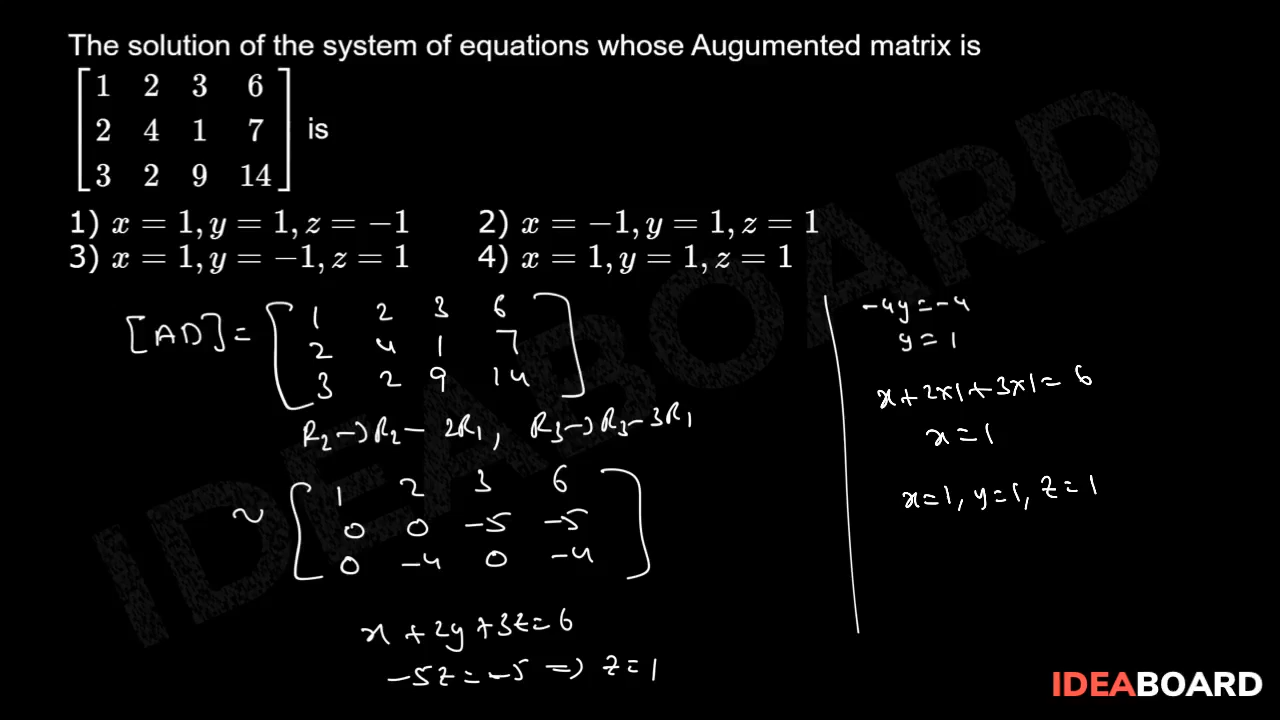 The solution of the system of equations whose Augumented matrix is
1 2 3 6
2 4 1 7 is
3 2 9 14
1) x = 1, y = 1, z = −1 2) x = −1, y = 1, z = 1
3) x = 1, y = −1, z = 1 4) x = 1, y = 1, z = 1
[AD] =
1 2 3 6
2 4 1 7
3 2 9 14
R₂→R₂− 2R₁, R₃→R₃−3R₁
~
1 2 3 6
0 0 −5 −5
0 −4 0 −4
x + 2y + 3z = 6
−5z = −5 ⇒ z = 1
−4y = −4
y = 1
x + 2x1 + 3x1 = 6
x = 1
x=1, y=1, z=1
IDEABOARD
IDEABOARD